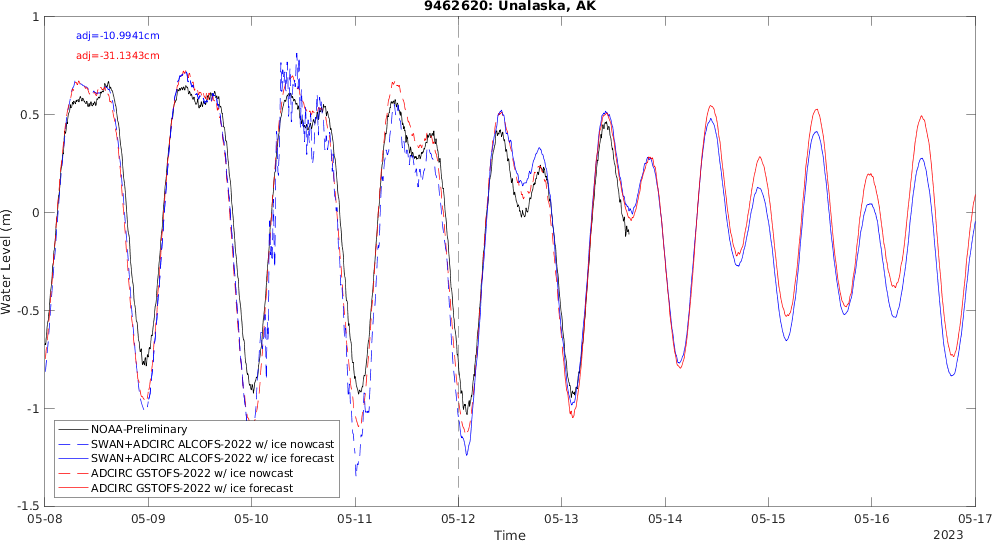 9462620: Unalaska, AK
adj=-10.9941cm
adj=-31.1343cm
Water Level (m)
1
0.5
0
-0.5
-1
-1.5
NOAA-Preliminary
SWAN+ADCIRC ALCOFS-2022 w/ ice nowcast
SWAN+ADCIRC ALCOFS-2022 w/ ice forecast
ADCIRC GSTOFS-2022 w/ ice nowcast
ADCIRC GSTOFS-2022 w/ ice forecast
05-08 05-09 05-10 05-11 05-12 05-13 05-14 05-15 05-16 05-17
Time
2023